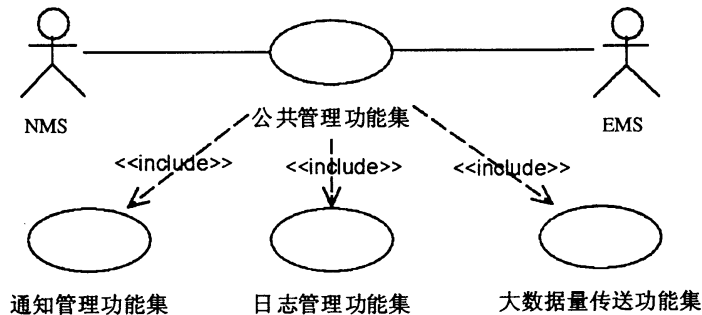 NMS
公共管理功能集
EMS
<<include>>
<<include>>
<<include>>
通知管理功能集
日志管理功能集
大数据量传送功能集